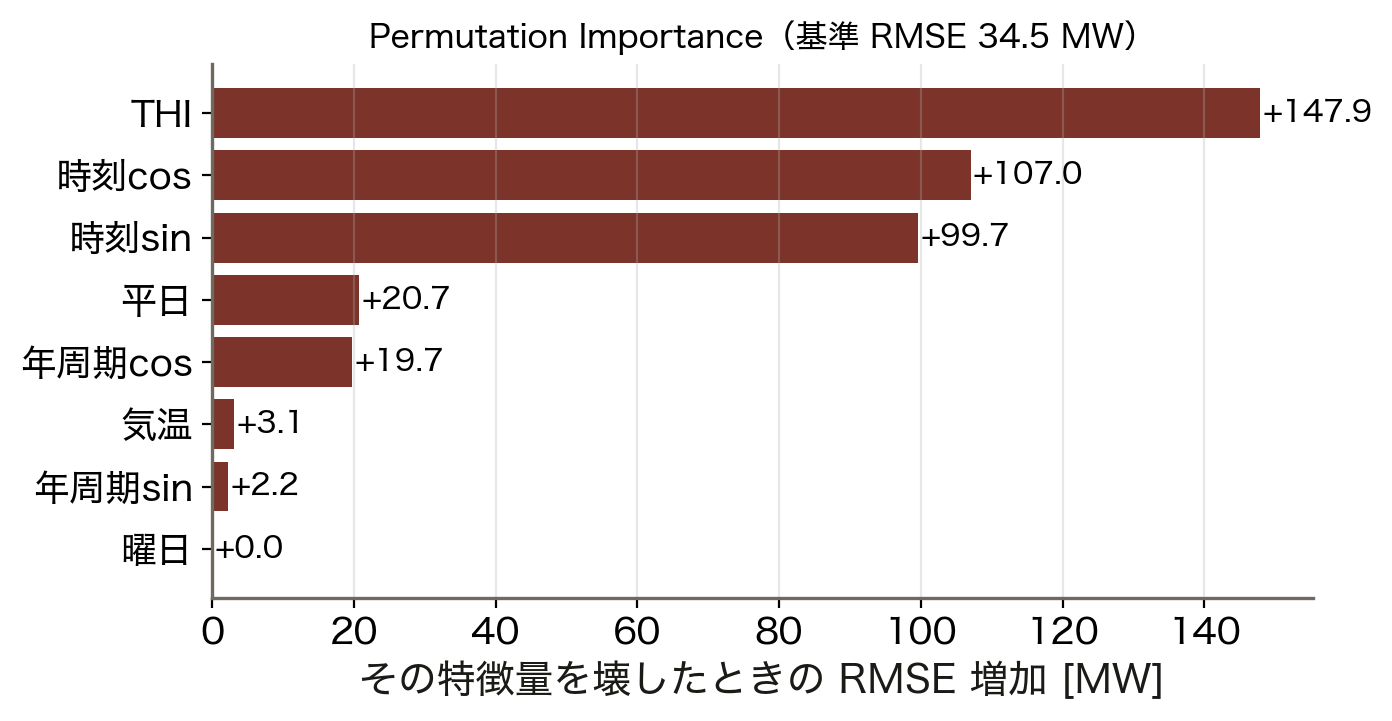 Permutation Importance（基準 RMSE 34.5 MW）
THI
+147.9
時刻cos
+107.0
時刻sin
+99.7
平日
+20.7
年周期cos
+19.7
気温
+3.1
年周期sin
+2.2
曜日
+0.0
0 20 40 60 80 100 120 140
その特徴量を壊したときの RMSE 増加 [MW]